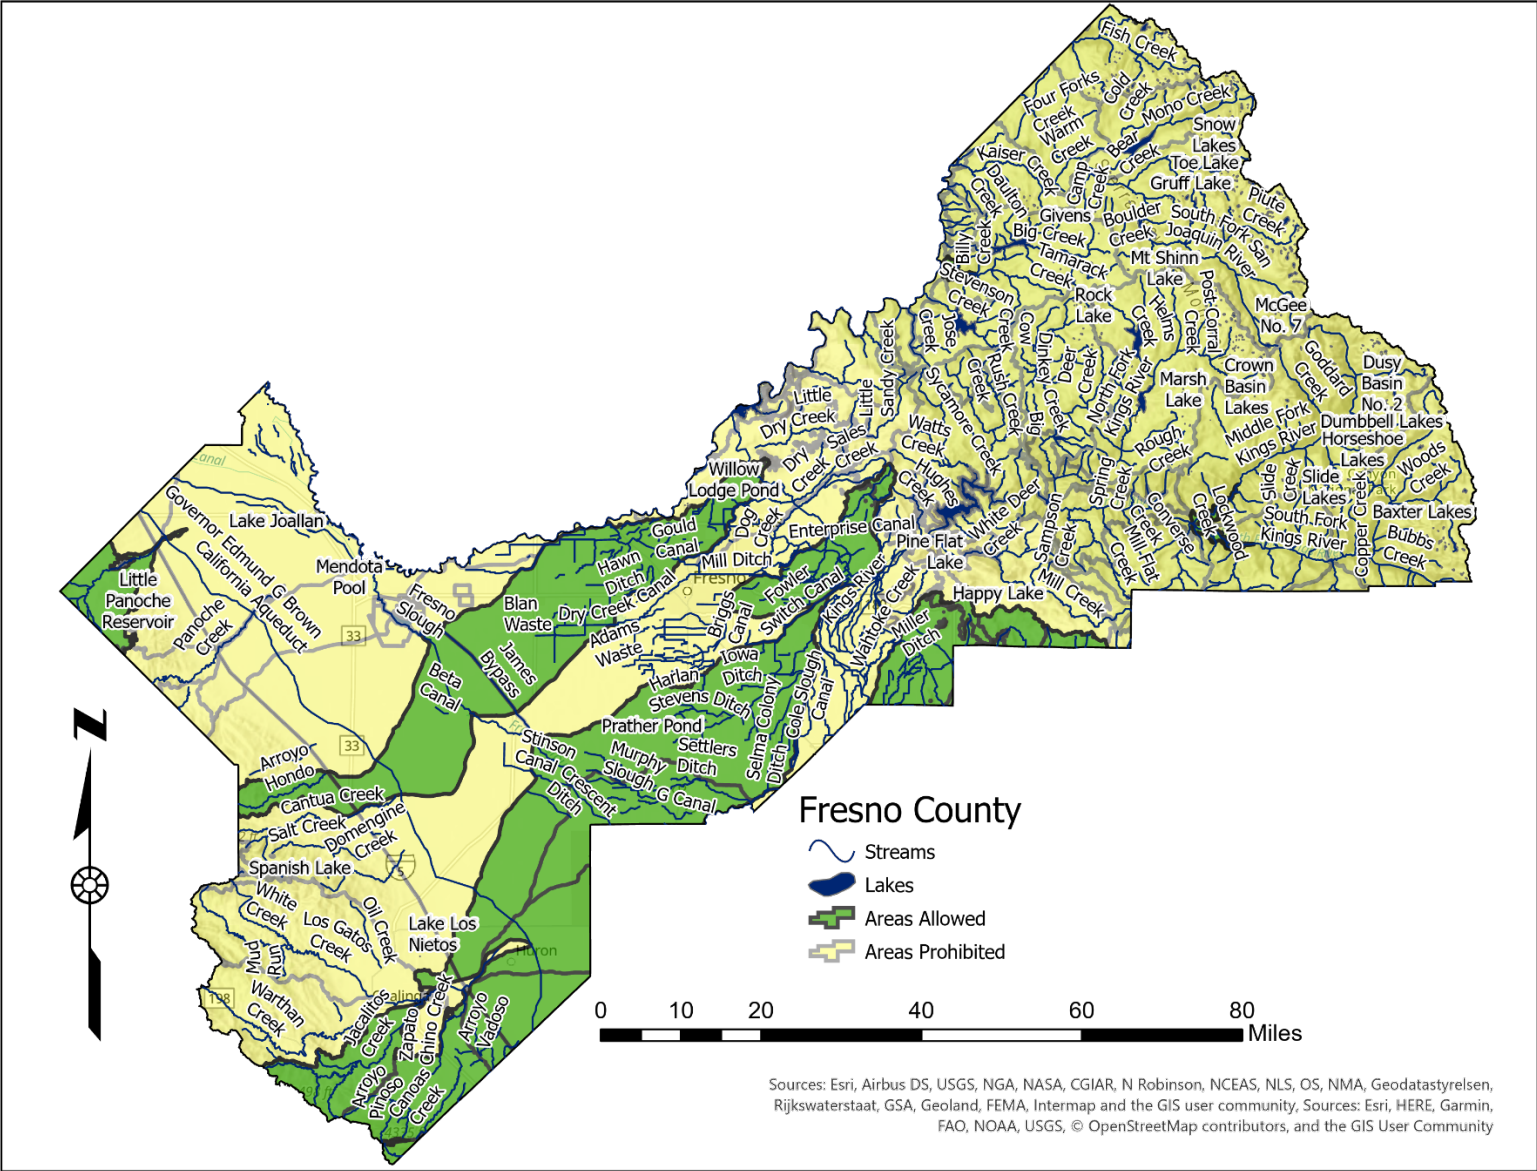 Fish Creek
Four Forks
Creek
Cold
Creek
Mono Creek
Warm
Creek
Bear
Creek
Snow
Lakes
Toe Lake
Gruff Lake
Kaiser Creek
Camp
Creek
Daulton
Creek
Piute
Creek
Givens
Boulder
Creek
South Fork San
Joaquin River
Big Creek
Billy
Creek
Tamarack
Creek
Mt Shinn
Lake
Stevenson
Creek
Rock
Lake
Helms
Creek
Post Corral
Creek
McGee
No. 7
Jose
Creek
Cow
Creek
Dinkey Creek
Deer
Creek
North Fork
Kings River
Goddard
Creek
Dusy
Basin
No. 2
Crown
Basin
Lakes
Marsh
Lake
Little
Sandy Creek
Rush Creek
Creek
Sycamore Creek
Big
Little
Dry Creek
Watts
Creek
Middle Fork
Kings River
Dumbbell Lakes
Horseshoe
Lakes
Rough
Creek
Woods
Creek
Dry
Creek
Sales
Creek
Willow
Lodge Pond
Hughes
Creek
Spring
Creek
Slide
Creek
Slide
Lakes
White Deer
Creek
Sampson
Creek
Converse
Creek
Lockwood
Creek
South Fork
Kings River
Copper Creek
Baxter Lakes
Bubbs
Creek
Mill Flat
Creek
Dog
Creek
Enterprise Canal
Pine Flat
Lake
Gould
Canal
Hawn
Ditch
Mill Ditch
Fresno
Fowler
Switch Canal
Kings River
Wahtoke Creek
Mill
Creek
Happy Lake
Miller
Ditch
Canal
Governor Edmund G Brown
California Aqueduct
Lake Joallan
Mendota
Pool
Little
Panoche
Reservoir
Panoche
Creek
33
Fresno
Slough
Blan
Waste
Dry Creek Canal
Adams
Waste
Briggs
Canal
James
Bypass
Beta
Canal
Iowa
Ditch
Harlan
Stevens Ditch
Prather Pond
Settlers
Ditch
Murphy
Slough
G Canal
Selma Colony
Ditch
Cole Slough
Canal
Stinson
Canal
Crescent
Ditch
33
Arroyo
Hondo
Cantua Creek
Salt Creek
Domengine
Creek
5
Spanish Lake
White
Creek
Los Gatos
Creek
Oil Creek
Lake Los
Nietos
Mud
Run
Huron
198
Warthan
Creek
Jacalitos
Creek
Zapato
Chino Creek
Arroyo
Vadoso
Arroyo
Pinoso
Canoas
Creek
Z
Fresno County
Streams
Lakes
Areas Allowed
Areas Prohibited
0 10 20 40 60 80
Miles
Sources: Esri, Airbus DS, USGS, NGA, NASA, CGIAR, N Robinson, NCEAS, NLS, OS, NMA, Geodatastyrelsen,
Rijkswaterstaat, GSA, Geoland, FEMA, Intermap and the GIS user community, Sources: Esri, HERE, Garmin,
FAO, NOAA, USGS, © OpenStreetMap contributors, and the GIS User Community